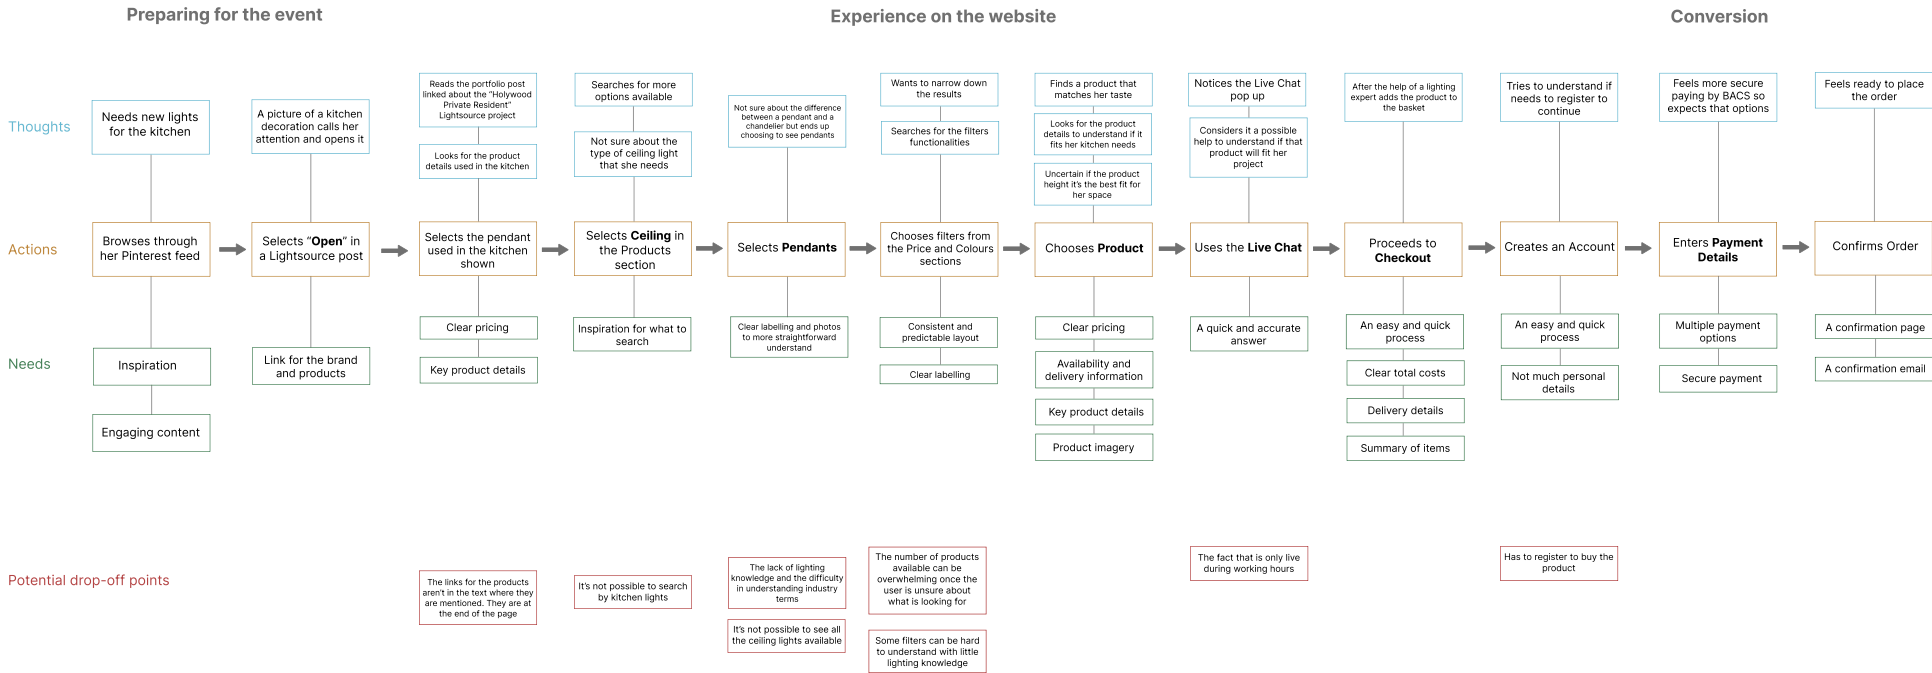 Preparing for the event
Experience on the website
Conversion
Thoughts
Needs new lights
for the kitchen
A picture of a kitchen
decoration calls her
attention and opens it
Reads the portfolio post
linked about the "Holywood
Private Resident"
Lightsource project
Looks for the product
details used in the kitchen
Searches for more
options available
Not sure about the
type of ceiling light
that she needs
Not sure about the difference
between a pendant and a
chandelier but ends up
choosing to see pendants
Wants to narrow down
the results
Searches for the filters
functionalities
Finds a product that
matches her taste
Looks for the product
details to understand if it
fits her kitchen needs
Uncertain if the product
height it's the best fit for
her space
Notices the Live Chat
pop up
Considers it a possible
help to understand if that
product will fit her
project
After the help of a lighting
expert adds the product to
the basket
Tries to understand if
needs to register to
continue
Feels more secure
paying by BACS so
expects that options
Feels ready to place
the order
Actions
Browses through
her Pinterest feed
Selects "Open" in
a Lightsource post
Selects the pendant
used in the kitchen
shown
Selects Ceiling in
the Products
section
Selects Pendants
Chooses filters from
the Price and Colours
sections
Chooses Product
Uses the Live Chat
Proceeds to
Checkout
Creates an Account
Enters Payment
Details
Confirms Order
Needs
Inspiration
Engaging content
Link for the brand
and products
Clear pricing
Key product details
Inspiration for what to
search
Clear labelling and photos
to more straightforward
understand
Consistent and
predictable layout
Clear labelling
Clear pricing
Availability and
delivery information
Key product details
Product imagery
A quick and accurate
answer
An easy and quick
process
Clear total costs
Delivery details
Summary of items
An easy and quick
process
Not much personal
details
Multiple payment
options
Secure payment
A confirmation page
A confirmation email
Potential drop-off points
The links for the products
aren't in the text where they
are mentioned. They are at
the end of the page
It's not possible to search
by kitchen lights
The lack of lighting
knowledge and the difficulty
in understanding industry
terms
It's not possible to see all
the ceiling lights available
The number of products
available can be
overwhelming once the
user is unsure about
what is looking for
Some filters can be hard
to understand with little
lighting knowledge
The fact that is only live
during working hours
Has to register to buy the
product